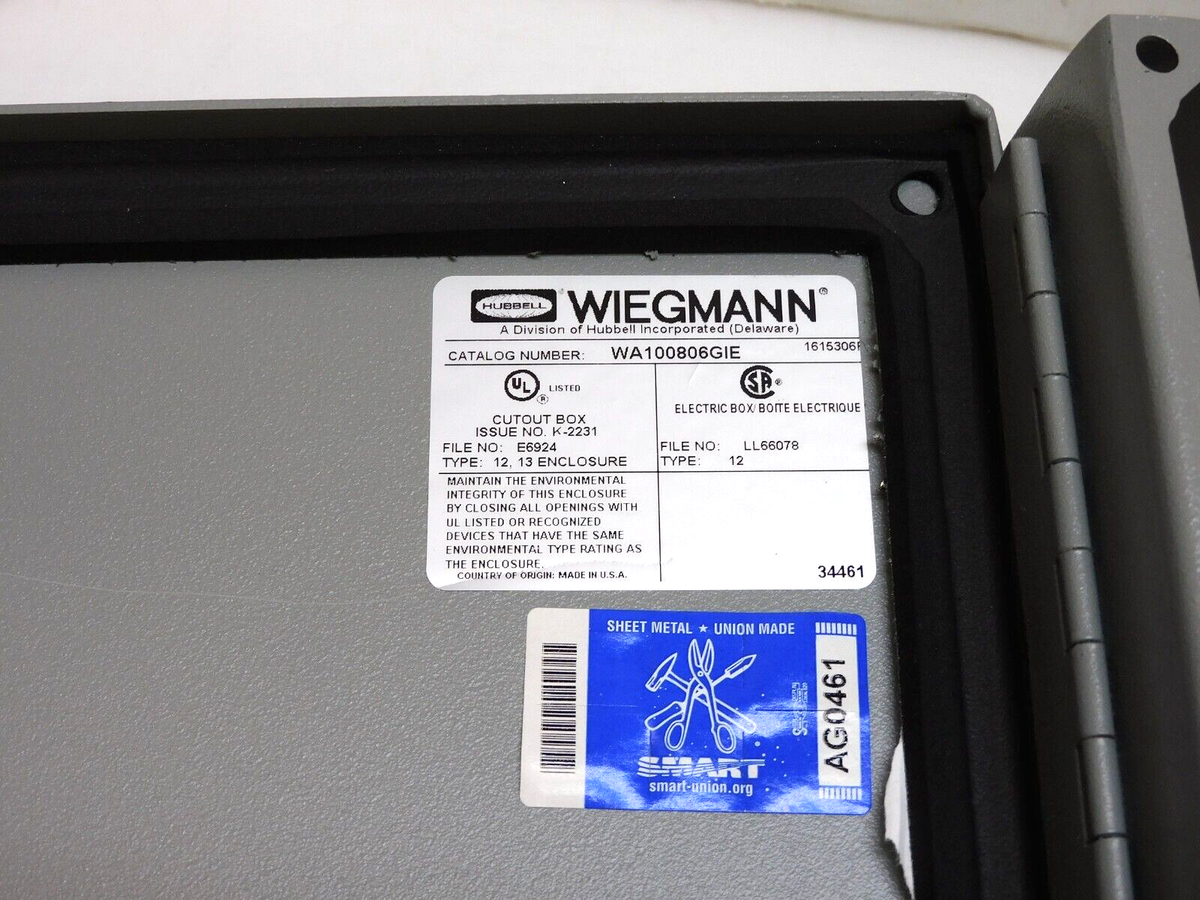 HUBBELL ® WIEGMANN®
A Division of Hubbell Incorporated (Delaware)
CATALOG NUMBER: WA100806GIE
UL LISTED
®
CUTOUT BOX
ISSUE NO. K-2231
FILE NO: E6924
TYPE: 12, 13 ENCLOSURE
SA®
ELECTRIC BOX/BOITE ELECTRIQUE
FILE NO: LL66078
TYPE: 12
MAINTAIN THE ENVIRONMENTAL
INTEGRITY OF THIS ENCLOSURE
BY CLOSING ALL OPENINGS WITH
UL LISTED OR RECOGNIZED
DEVICES THAT HAVE THE SAME
ENVIRONMENTAL TYPE RATING AS
THE ENCLOSURE.
COUNTRY OF ORIGIN: MADE IN U.S.A.
34461
SHEET METAL ★ UNION MADE
SMART
smart-union.org
AG0461